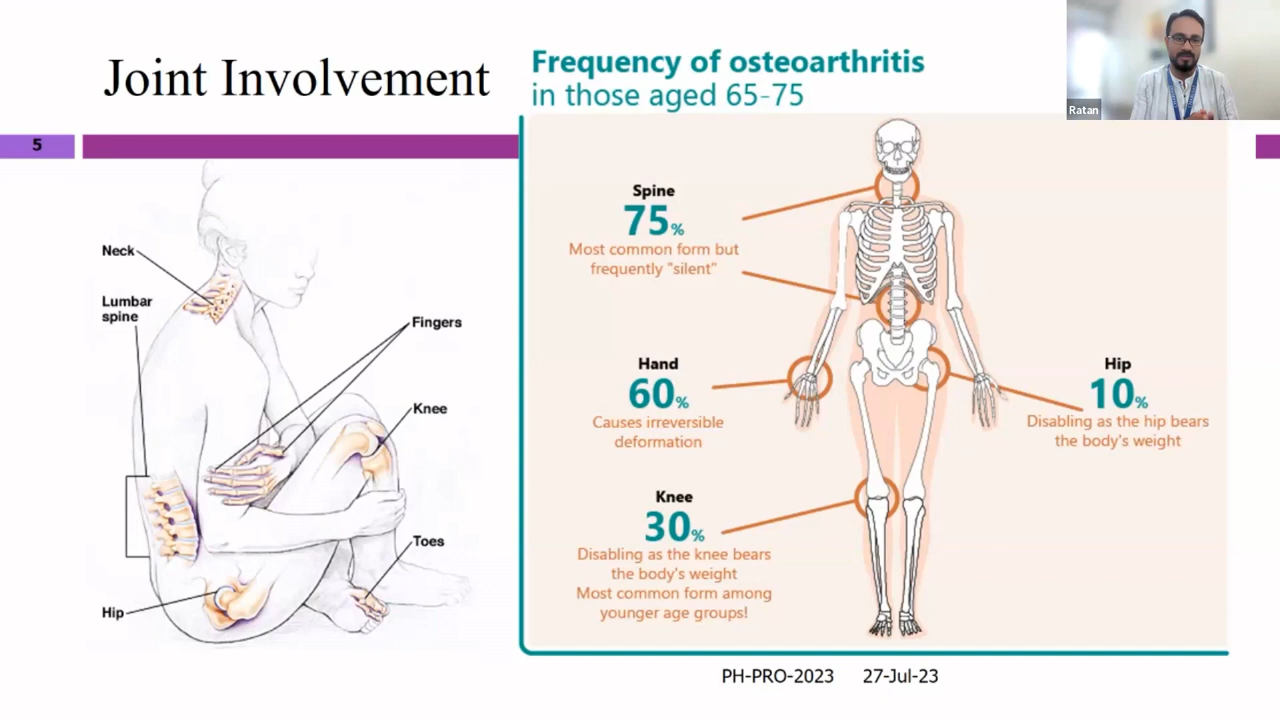 Joint Involvement
5
Neck
Lumbar
spine
Fingers
Knee
Toes
Hip
Frequency of osteoarthritis
in those aged 65-75
Spine
75%
Most common form but
frequently "silent"
Hand
60%
Causes irreversible
deformation
Hip
10%
Disabling as the hip bears
the body's weight
Knee
30%
Disabling as the knee bears
the body's weight
Most common form among
younger age groups!
PH-PRO-2023 27-Jul-23
Ratan